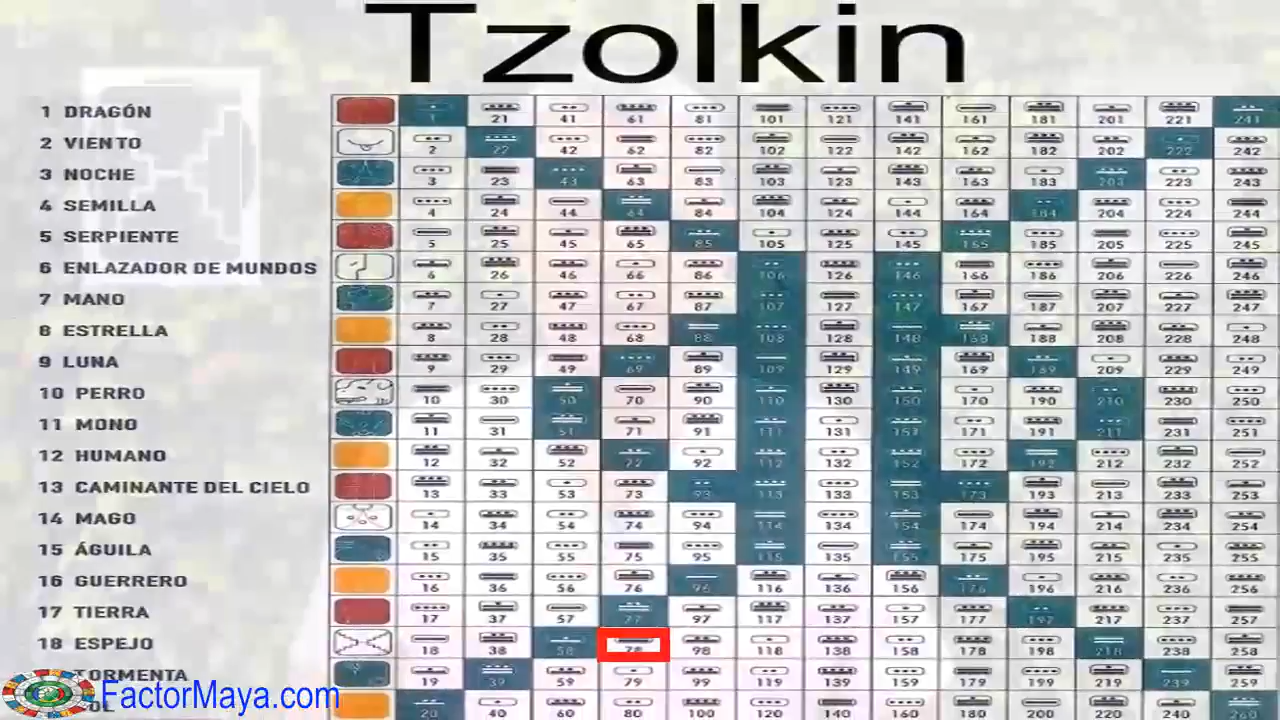 Tzolkin
1 DRAGÓN 1 21 41 61 81 101 121 141 161 181 201 221 241
2 VIENTO 2 22 42 62 82 102 122 142 162 182 202 222 242
3 NOCHE 3 23 43 63 83 103 123 143 163 183 203 223 243
4 SEMILLA 4 24 44 64 84 104 124 144 164 184 204 224 244
5 SERPIENTE 5 25 45 65 85 105 125 145 165 185 205 225 245
6 ENLAZADOR DE MUNDOS 6 26 46 66 86 106 126 146 166 186 206 226 246
7 MANO 7 27 47 67 87 107 127 147 167 187 207 227 247
8 ESTRELLA 8 28 48 68 88 108 128 148 168 188 208 228 248
9 LUNA 9 29 49 69 89 109 129 149 169 189 209 229 249
10 PERRO 10 30 50 70 90 110 130 150 170 190 210 230 250
11 MONO 11 31 51 71 91 111 131 151 171 191 211 231 251
12 HUMANO 12 32 52 72 92 112 132 152 172 192 212 232 252
13 CAMINANTE DEL CIELO 13 33 53 73 93 113 133 153 173 193 213 233 253
14 MAGO 14 34 54 74 94 114 134 154 174 194 214 234 254
15 ÁGUILA 15 35 55 75 95 115 135 155 175 195 215 235 255
16 GUERRERO 16 36 56 76 96 116 136 156 176 196 216 236 256
17 TIERRA 17 37 57 77 97 117 137 157 177 197 217 237 257
18 ESPEJO 18 38 58 78 98 118 138 158 178 198 218 238 258
TORMENTA 19 39 59 79 99 119 139 159 179 199 219 239 259
20 40 60 80 100 120 140 160 180 200 220 240 260
FactorMaya.com